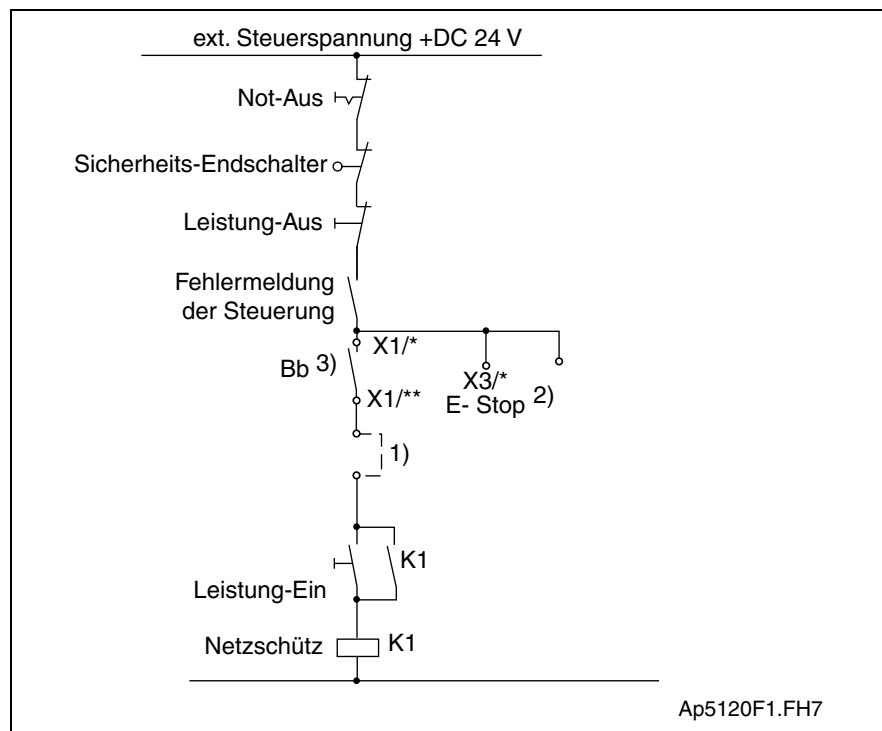 ext. Steuerspannung +DC 24 V
Not-Aus
Sicherheits-Endschalter
Leistung-Aus
Fehlermeldung
der Steuerung
X1/*
Bb 3)
X3/*
X1/**
E- Stop 2)
1)
K1
Leistung-Ein
Netzschütz
K1
Ap5120F1.FH7